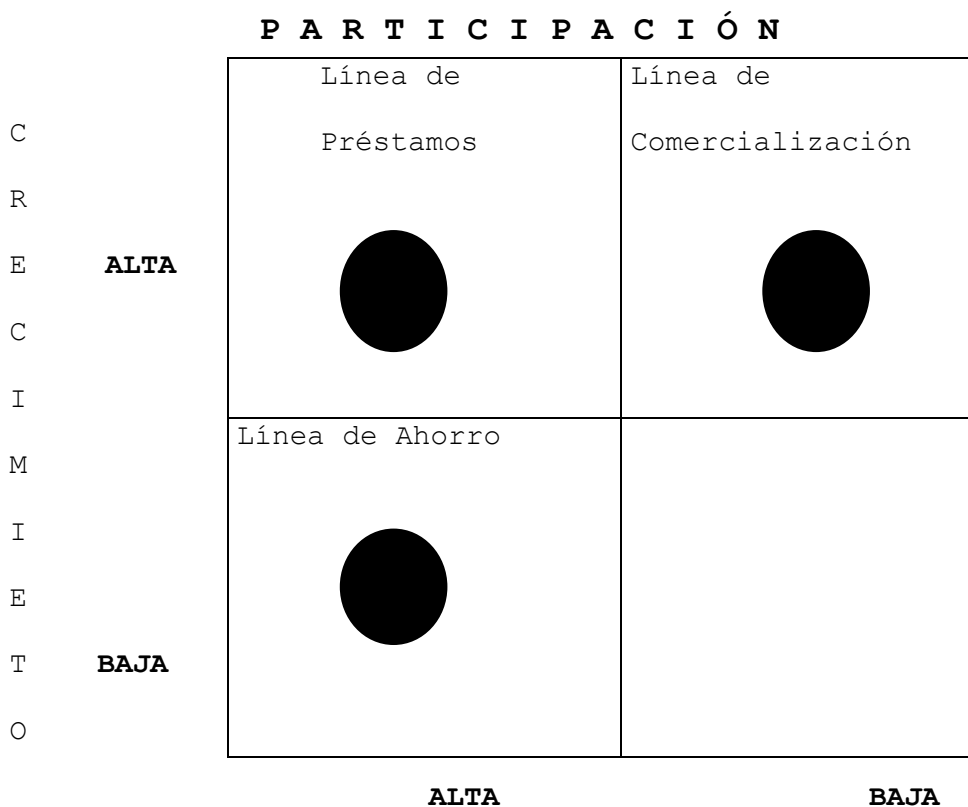 P A R T I C I P A C I Ó N
Línea de
Préstamos
Línea de
Comercialización
C
R
E
C
I
M
I
E
T
O
ALTA
Línea de Ahorro
BAJA
ALTA
BAJA